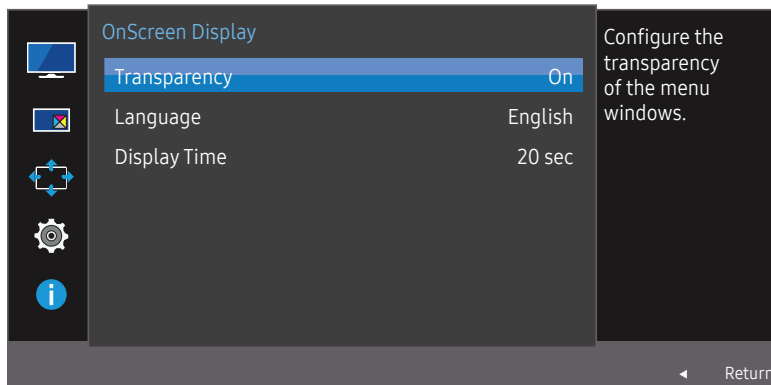 OnScreen Display
Transparency On
Language English
Display Time 20 sec
Configure the
transparency
of the menu
windows.
Return